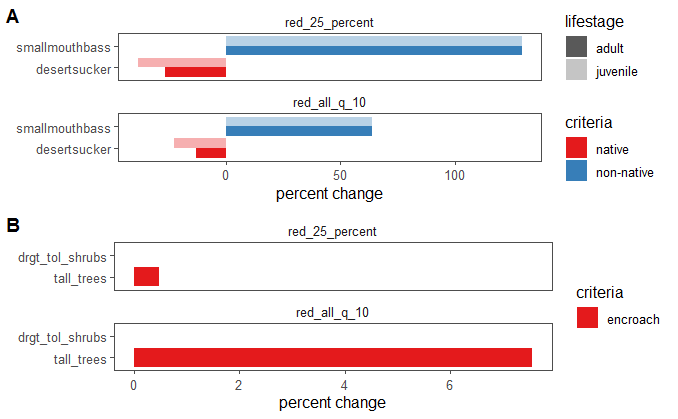 A
red_25_percent
smallmouthbass
desertsucker
red_all_q_10
smallmouthbass
desertsucker
0 50 100
percent change
lifestage
adult
juvenile
criteria
native
non-native
B
red_25_percent
drgt_tol_shrubs
tall_trees
red_all_q_10
drgt_tol_shrubs
tall_trees
0 2 4 6
percent change
criteria
encroach